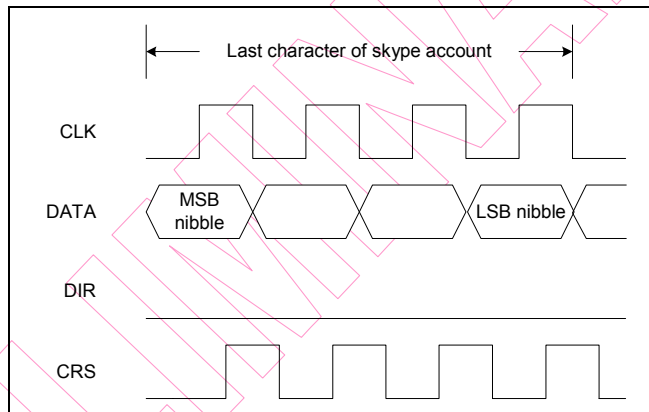 Last character of skype account
CLK
DATA
MSB
nibble
LSB nibble
DIR
CRS